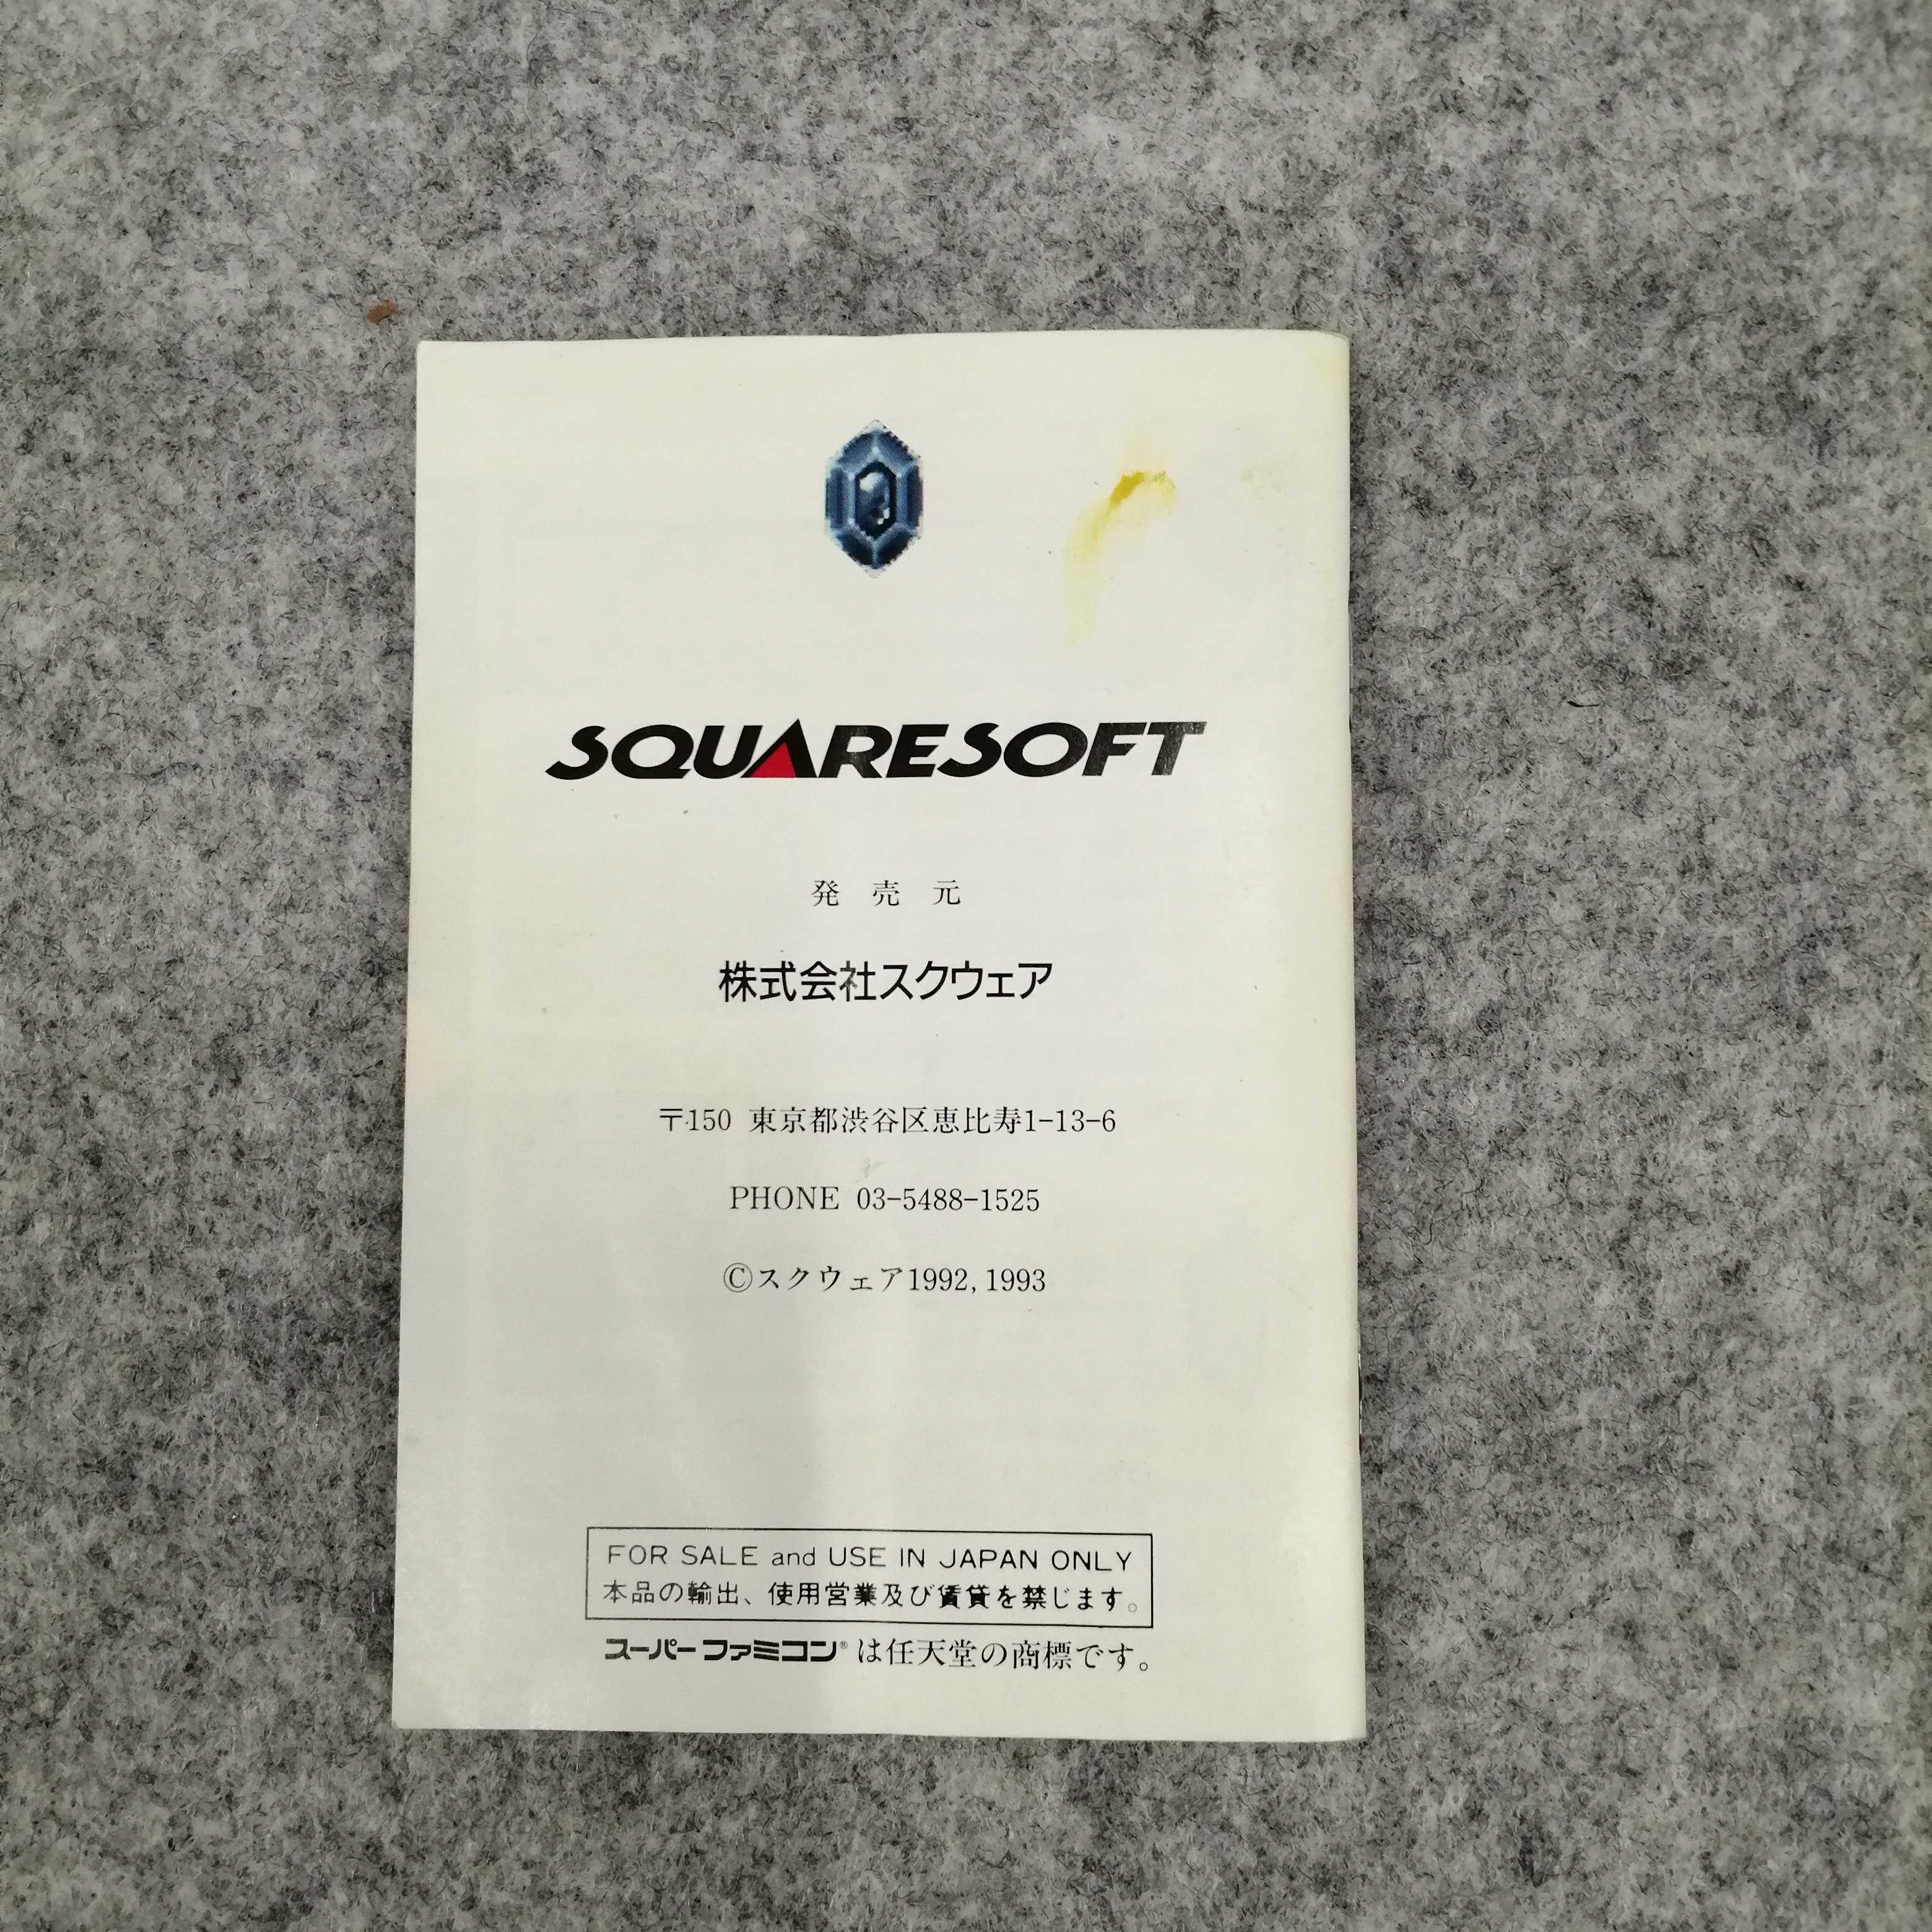 SQUARESOFT
発売元
株式会社スクウェア
〒150 東京都渋谷区恵比寿1-13-6
PHONE 03-5488-1525
©スクウェア1992,1993
FOR SALE and USE IN JAPAN ONLY
本品の輸出、使用営業及び賃貸を禁じます。
スーパーファミコン®は任天堂の商標です。